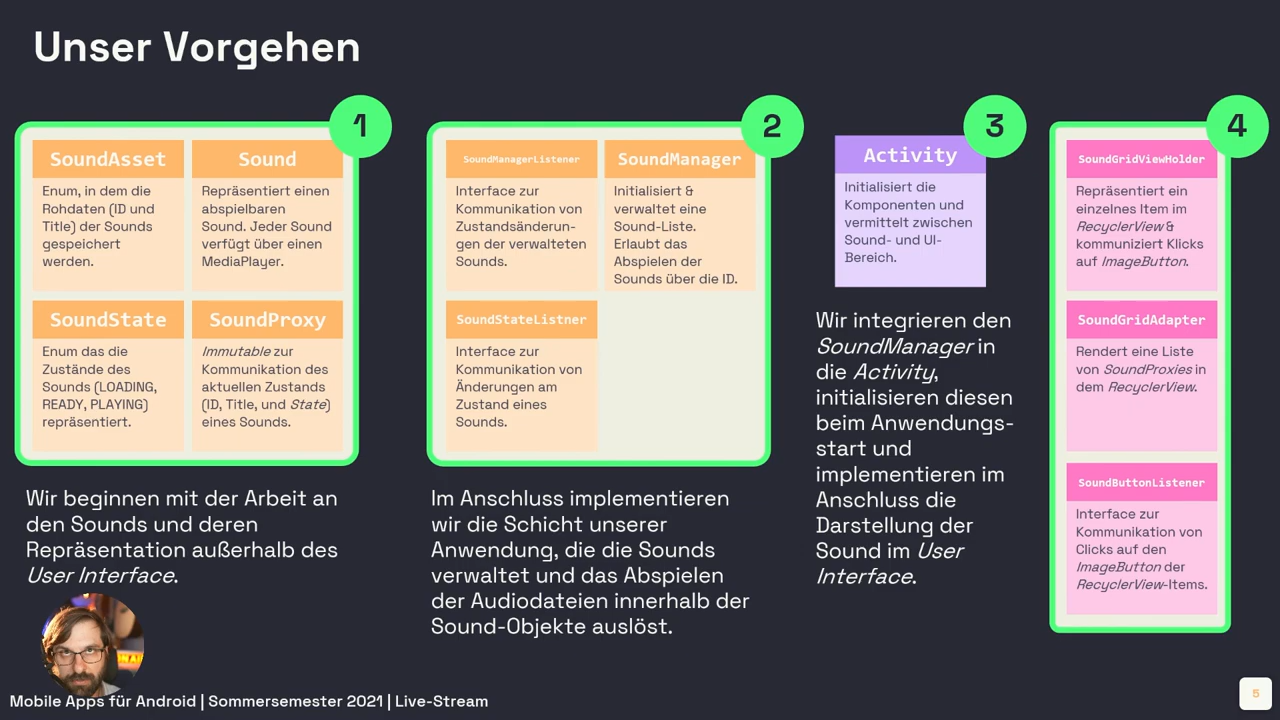 Unser Vorgehen
1
SoundAsset
Enum, in dem die
Rohdaten (ID und
Title) der Sounds
gespeichert
werden.
Sound
Repräsentiert einen
abspielbaren
Sound. Jeder Sound
verfügt über einen
MediaPlayer.
SoundState
Enum das die
Zustände des
Sounds (LOADING,
READY, PLAYING)
repräsentiert.
SoundProxy
Immutable zur
Kommunikation des
aktuellen Zustands
(ID, Title, und State)
eines Sounds.
Wir beginnen mit der Arbeit an
den Sounds und deren
Repräsentation außerhalb des
User Interface.
2
SoundManagerListener
Interface zur
Kommunikation von
Zustandsänderun-
gen der verwalteten
Sounds.
SoundManager
Initialisiert &
verwaltet eine
Sound-Liste.
Erlaubt das
Abspielen der
Sounds über die ID.
SoundStateListner
Interface zur
Kommunikation von
Änderungen am
Zustand eines
Sounds.
Im Anschluss implementieren
wir die Schicht unserer
Anwendung, die die Sounds
verwaltet und das Abspielen
der Audiodateien innerhalb der
Sound-Objekte auslöst.
3
Activity
Initialisiert die
Komponenten und
vermittelt zwischen
Sound- und UI-
Bereich.
Wir integrieren den
SoundManager in
die Activity,
initialisieren diesen
beim Anwendungs-
start und
implementieren im
Anschluss die
Darstellung der
Sound im User
Interface.
4
SoundGridViewHolder
Repräsentiert ein
einzelnes Item im
RecyclerView &
kommuniziert Klicks
auf ImageButton.
SoundGridAdapter
Rendert eine Liste
von SoundProxies in
dem RecyclerView.
SoundButtonListener
Interface zur
Kommunikation von
Clicks auf den
ImageButton der
RecyclerView-Items.
Mobile Apps für Android | Sommersemester 2021 | Live-Stream
5